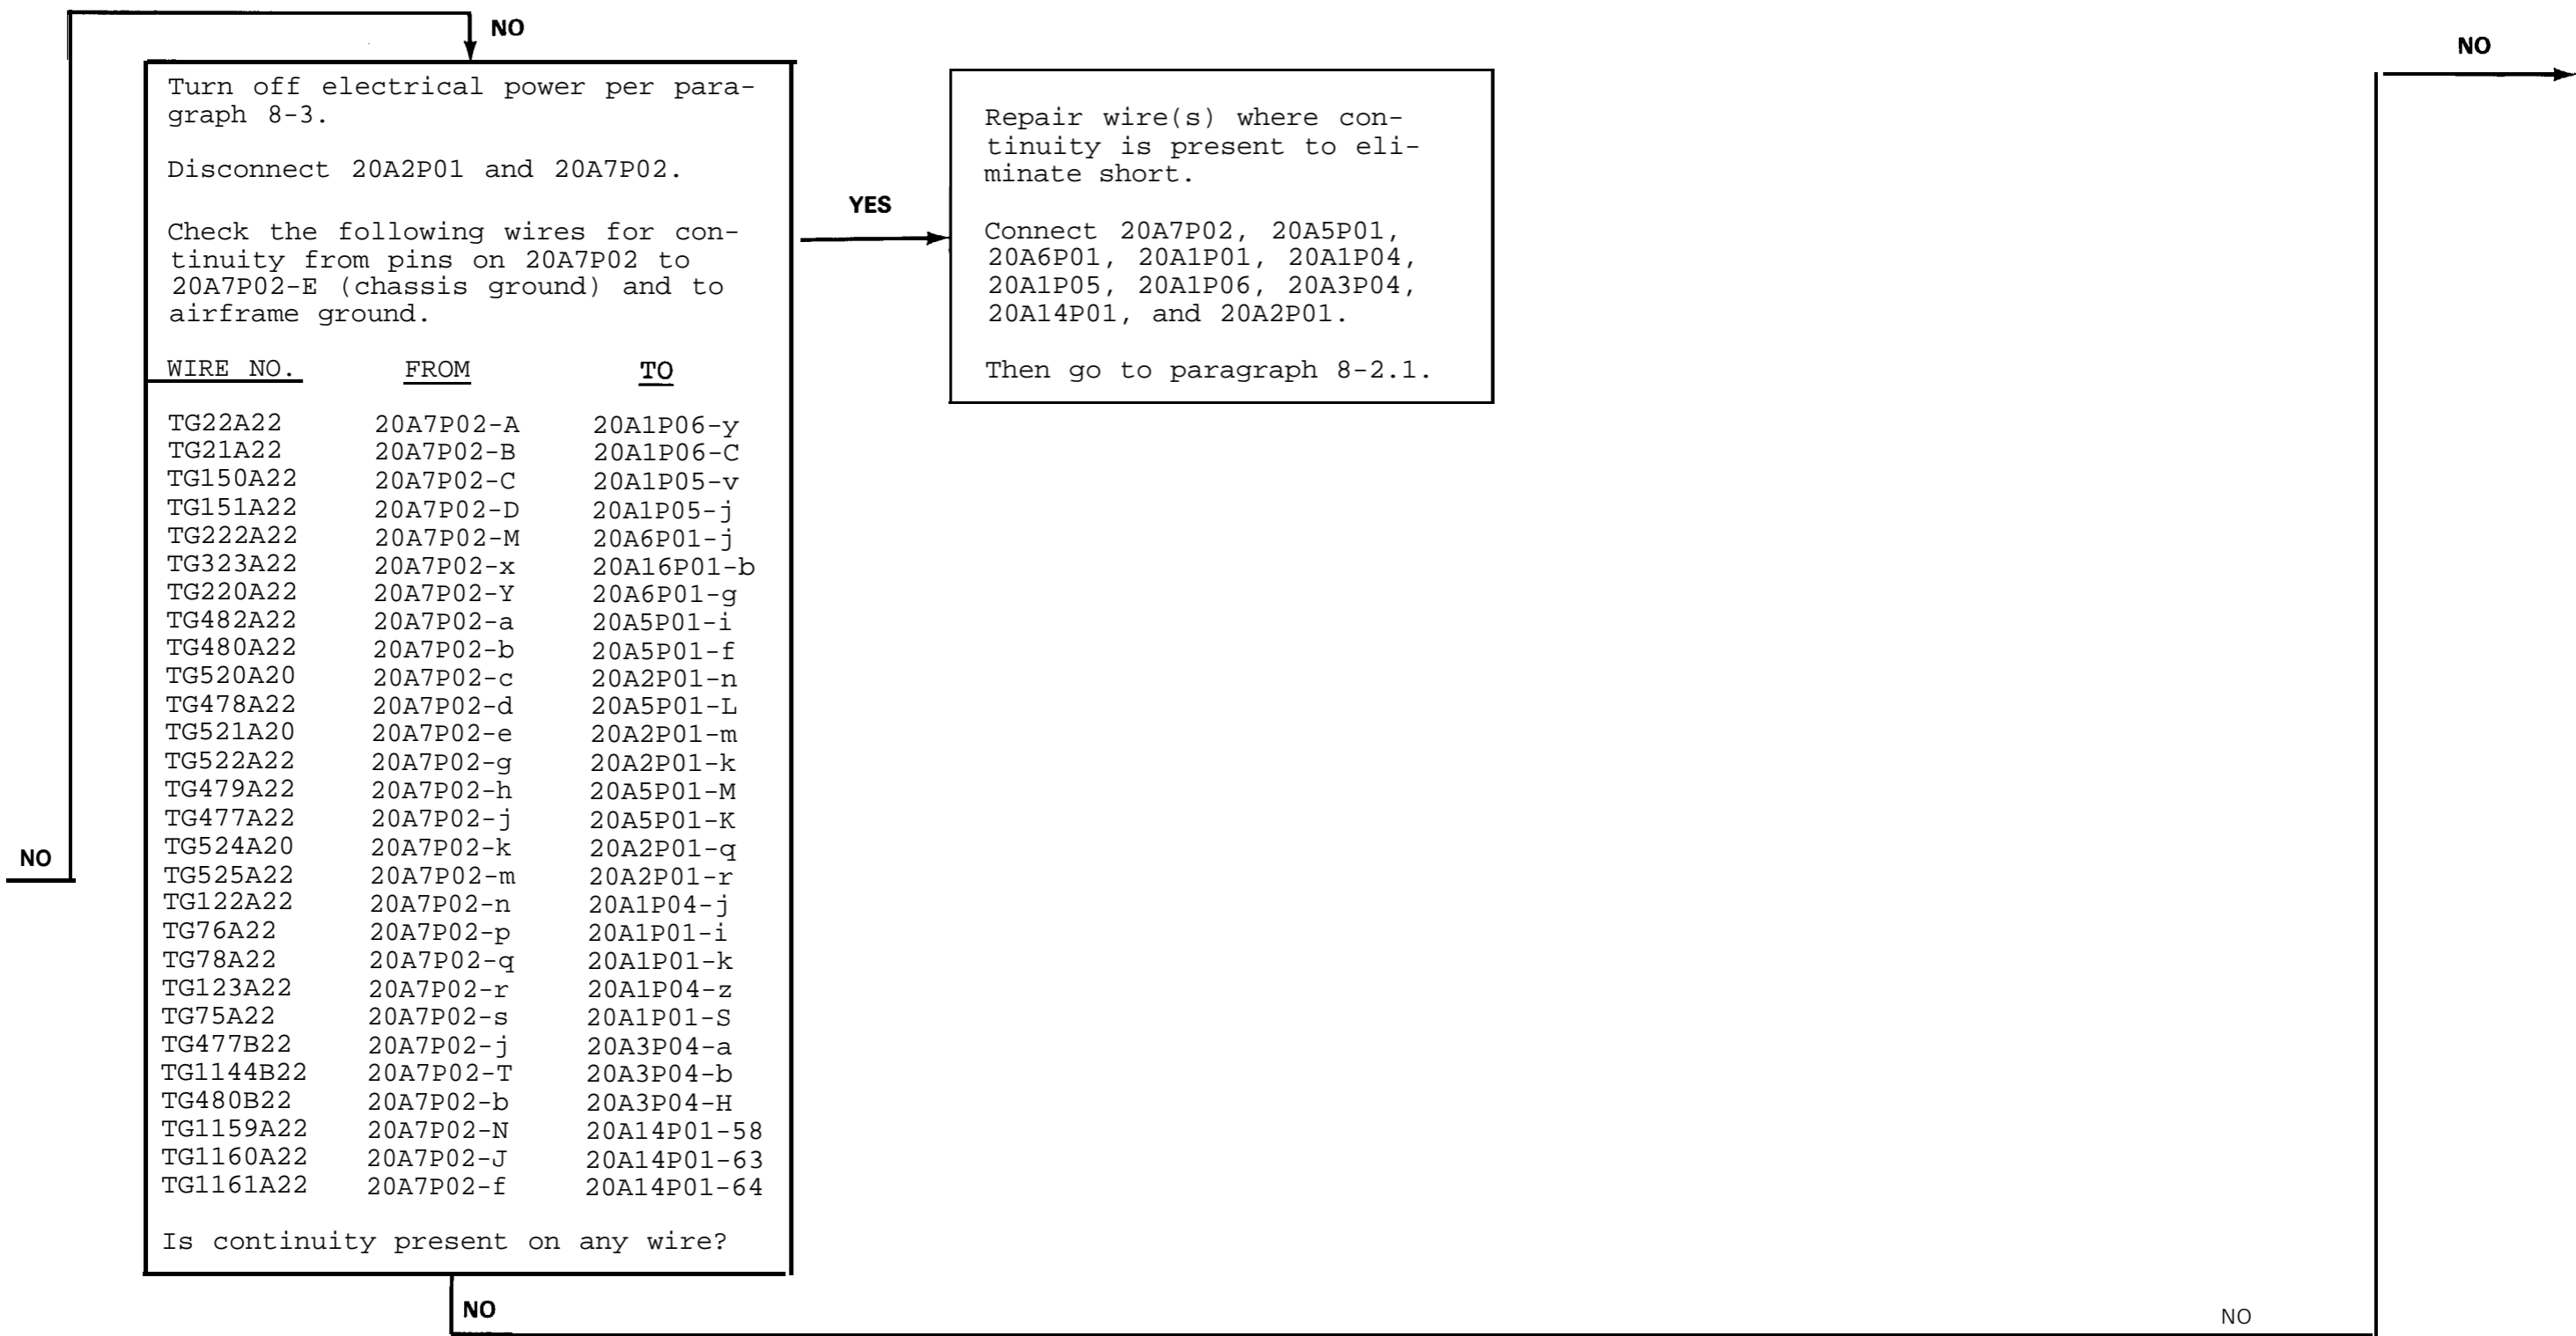 NO
NO
Turn off electrical power per para-
graph 8-3.
Disconnect 20A2P01 and 20A7P02.
Check the following wires for con-
tinuity from pins on 20A7P02 to
20A7P02-E (chassis ground) and to
airframe ground.
WIRE NO. FROM TO
TG22A22 20A7P02-A 20A1P06-y
TG21A22 20A7P02-B 20A1P06-C
TG150A22 20A7P02-C 20A1P05-v
TG151A22 20A7P02-D 20A1P05-j
TG222A22 20A7P02-M 20A6P01-j
TG323A22 20A7P02-x 20A16P01-b
TG220A22 20A7P02-Y 20A6P01-g
TG482A22 20A7P02-a 20A5P01-i
TG480A22 20A7P02-b 20A5P01-f
TG520A20 20A7P02-c 20A2P01-n
TG478A22 20A7P02-d 20A5P01-L
TG521A20 20A7P02-e 20A2P01-m
TG522A22 20A7P02-g 20A2P01-k
TG479A22 20A7P02-h 20A5P01-M
TG477A22 20A7P02-j 20A5P01-K
TG524A20 20A7P02-k 20A2P01-q
TG525A22 20A7P02-m 20A2P01-r
TG122A22 20A7P02-n 20A1P04-j
TG76A22 20A7P02-p 20A1P01-i
TG78A22 20A7P02-q 20A1P01-k
TG123A22 20A7P02-r 20A1P04-z
TG75A22 20A7P02-s 20A1P01-S
TG477B22 20A7P02-j 20A3P04-a
TG1144B22 20A7P02-T 20A3P04-b
TG480B22 20A7P02-b 20A3P04-H
TG1159A22 20A7P02-N 20A14P01-58
TG1160A22 20A7P02-J 20A14P01-63
TG1161A22 20A7P02-f 20A14P01-64
Is continuity present on any wire?
YES
Repair wire(s) where con-
tinuity is present to eli-
minate short.
Connect 20A7P02, 20A5P01,
20A6P01, 20A1P01, 20A1P04,
20A1P05, 20A1P06, 20A3P04,
20A14P01, and 20A2P01.
Then go to paragraph 8-2.1.
NO
NO
NO